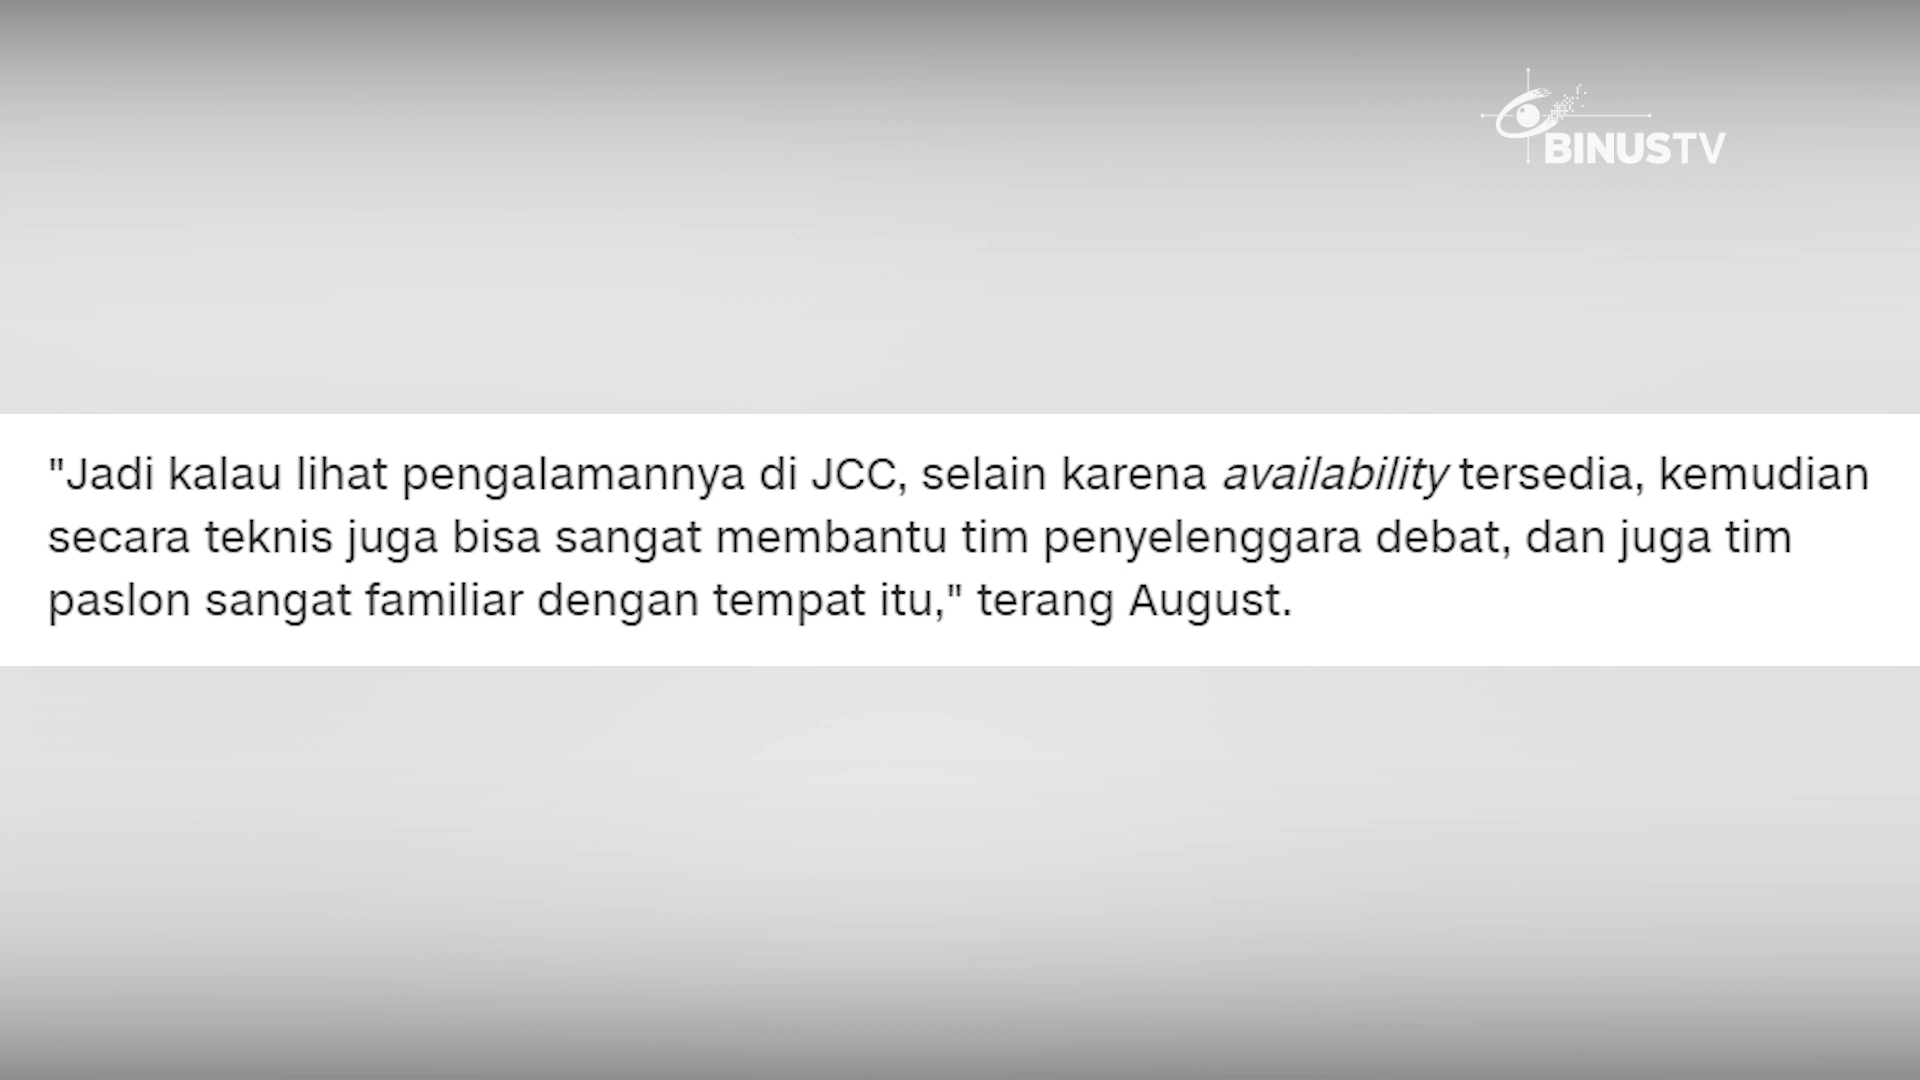 BINUSTV
"Jadi kalau lihat pengalamannya di JCC, selain karena availability tersedia, kemudian
secara teknis juga bisa sangat membantu tim penyelenggara debat, dan juga tim
paslon sangat familiar dengan tempat itu," terang August.